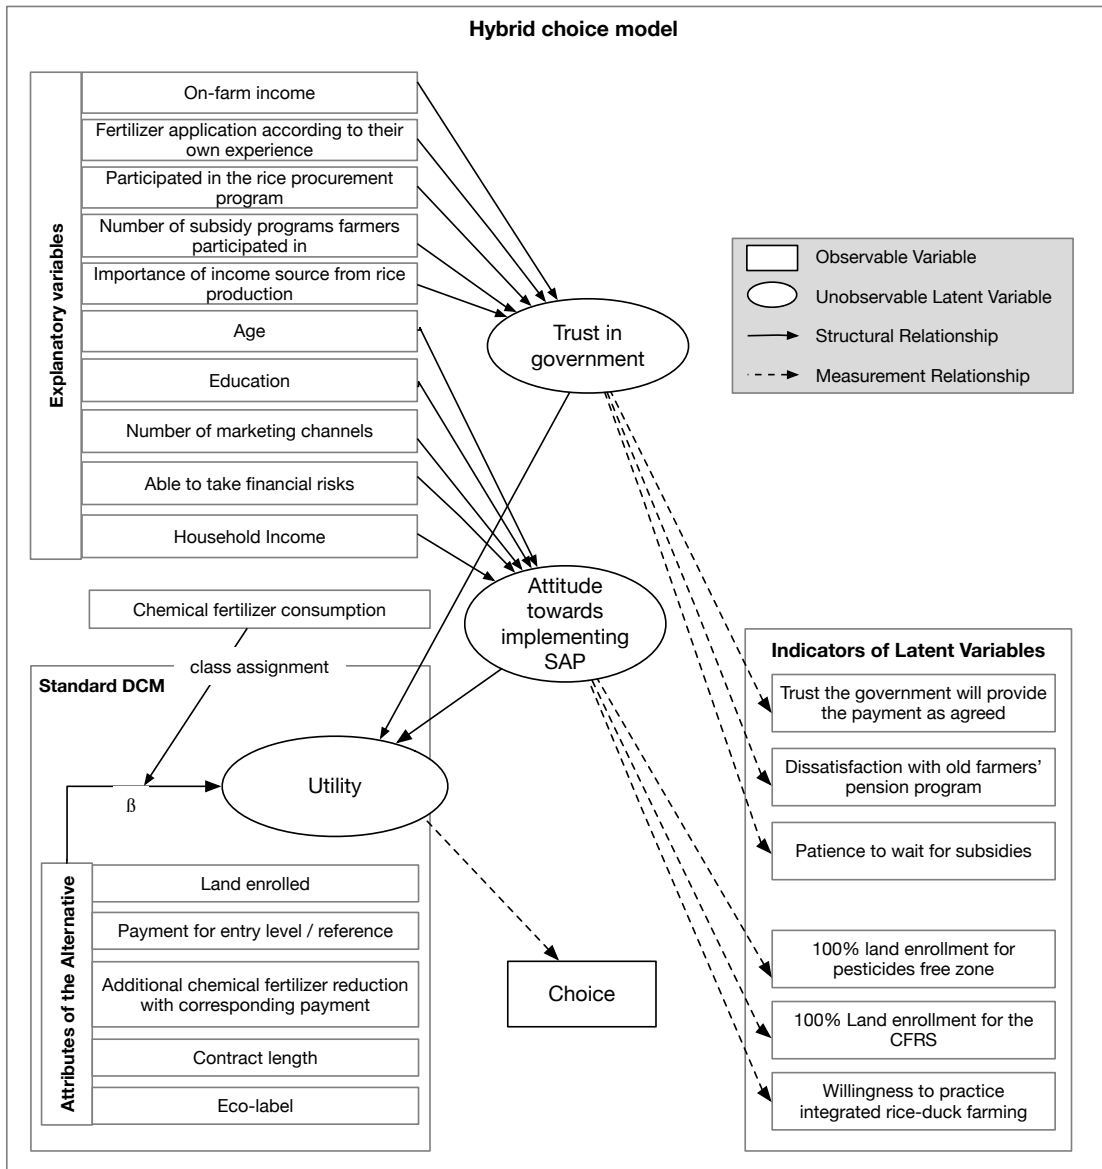 Hybrid choice model
Explanatory variables
On-farm income
Fertilizer application according to their
own experience
Participated in the rice procurement
program
Number of subsidy programs farmers
participated in
Importance of income source from rice
production
Age
Education
Number of marketing channels
Able to take financial risks
Household Income
Observable Variable
Unobservable Latent Variable
Structural Relationship
Measurement Relationship
Trust in
government
Attitude
towards
implementing
SAP
Chemical fertilizer consumption
class assignment
Standard DCM
Utility
ß
Attributes of the Alternative
Land enrolled
Payment for entry level / reference
Additional chemical fertilizer reduction
with corresponding payment
Contract length
Eco-label
Choice
Indicators of Latent Variables
Trust the government will provide
the payment as agreed
Dissatisfaction with old farmers’
pension program
Patience to wait for subsidies
100% land enrollment for
pesticides free zone
100% Land enrollment for the
CFRS
Willingness to practice
integrated rice-duck farming